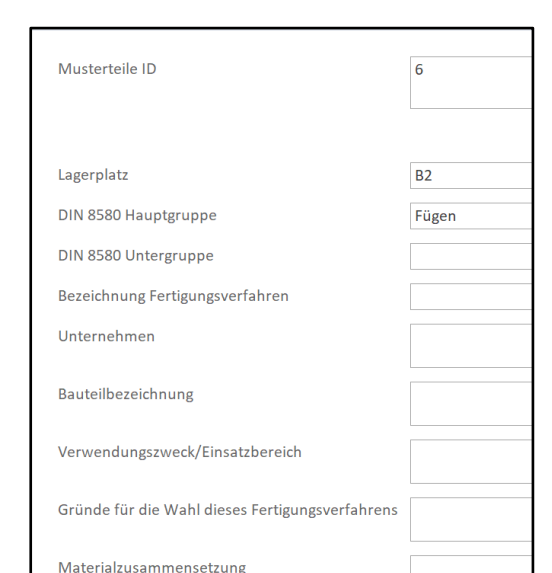 Musterteile ID 6
Lagerplatz B2
DIN 8580 Hauptgruppe Fügen
DIN 8580 Untergruppe
Bezeichnung Fertigungsverfahren
Unternehmen
Bauteilbezeichnung
Verwendungszweck/Einsatzbereich
Gründe für die Wahl dieses Fertigungsverfahrens
Materialzusammensetzung